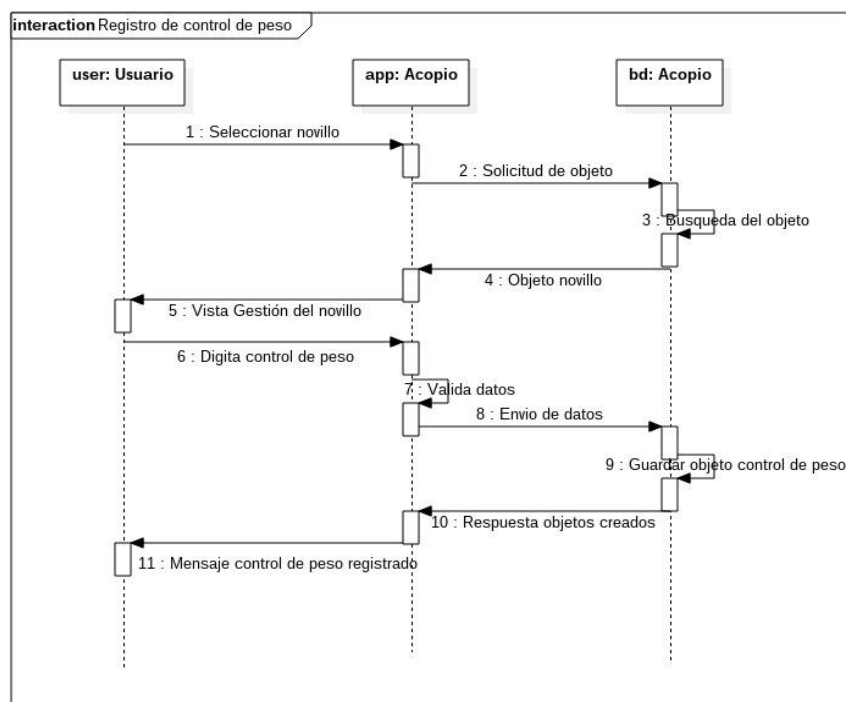 interaction Registro de control de peso
user: Usuario
app: Acopio
bd: Acopio
1 : Seleccionar novillo
2 : Solicitud de objeto
3 : Busqueda del objeto
4 : Objeto novillo
5 : Vista Gestión del novillo
6 : Digita control de peso
7 : Valida datos
8 : Envio de datos
9 : Guardar objeto control de peso
10 : Respuesta objetos creados
11 : Mensaje control de peso registrado